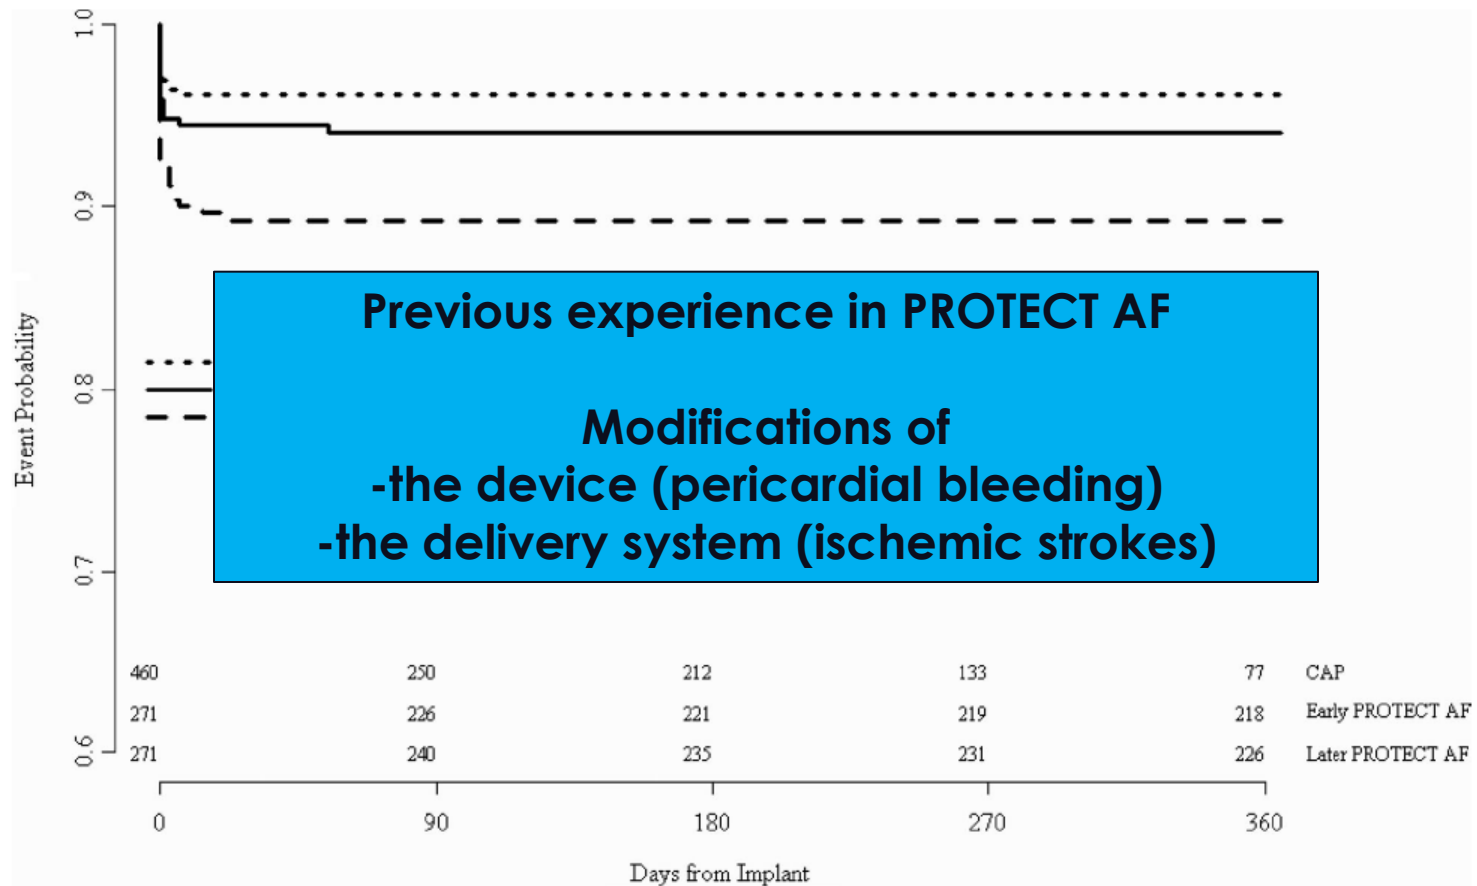 1.0
0.9
0.8
0.7
0.6
Event Probability
Previous experience in PROTECT AF
Modifications of
-the device (pericardial bleeding)
-the delivery system (ischemic strokes)
460 250 212 133 77 CAP
271 226 221 219 218 Early PROTECT AF
271 240 235 231 226 Later PROTECT AF
0 90 180 270 360
Days from Implant